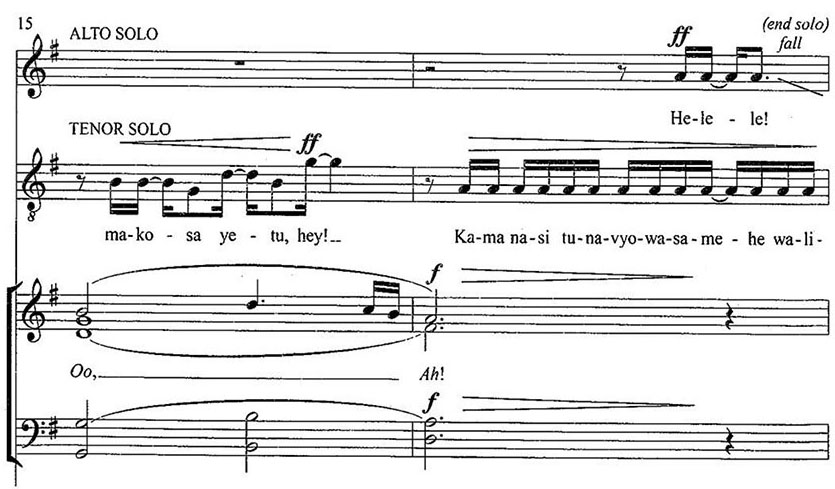 15
ALTO SOLO
ff
(end solo)
fall
He-le - le!
TENOR SOLO
ff
8
ma-ko - sa ye - tu, hey!
Ka-ma na-si tu-na-vyo-wa-sa-me - he wa-li-
f
Oo,
Ah!
f